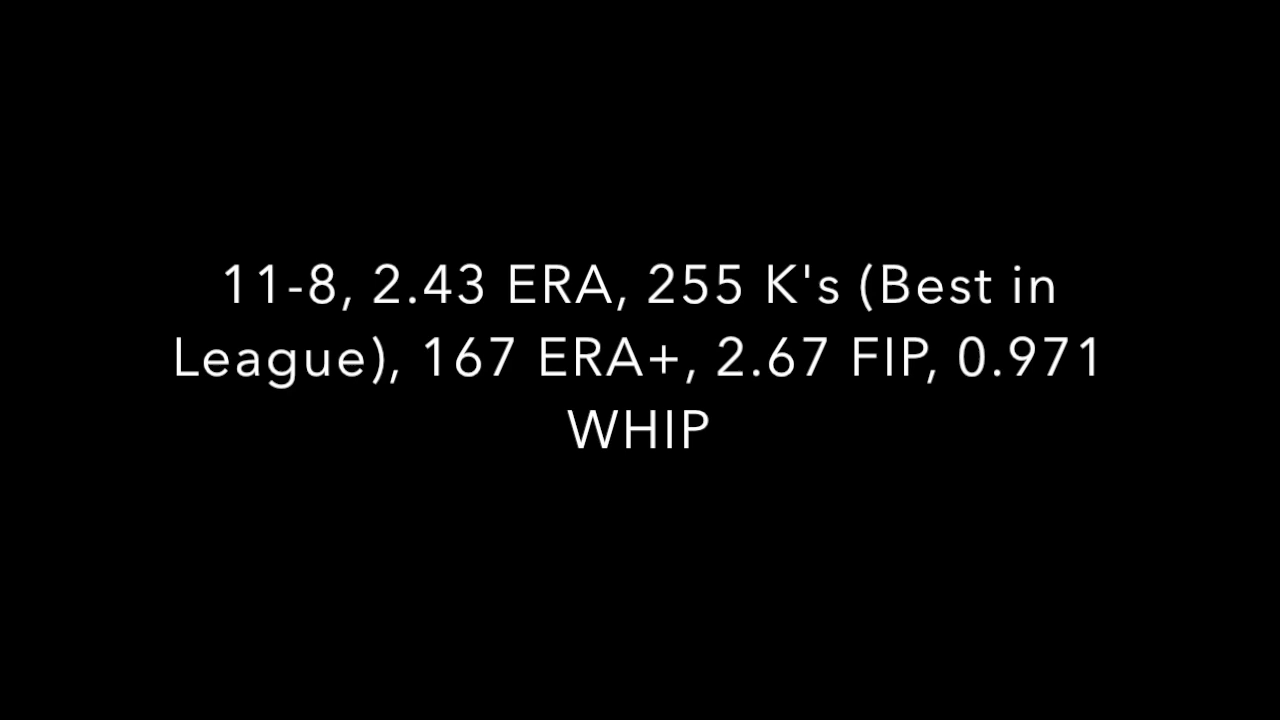 11-8, 2.43 ERA, 255 K's (Best in
League), 167 ERA+, 2.67 FIP, 0.971
WHIP